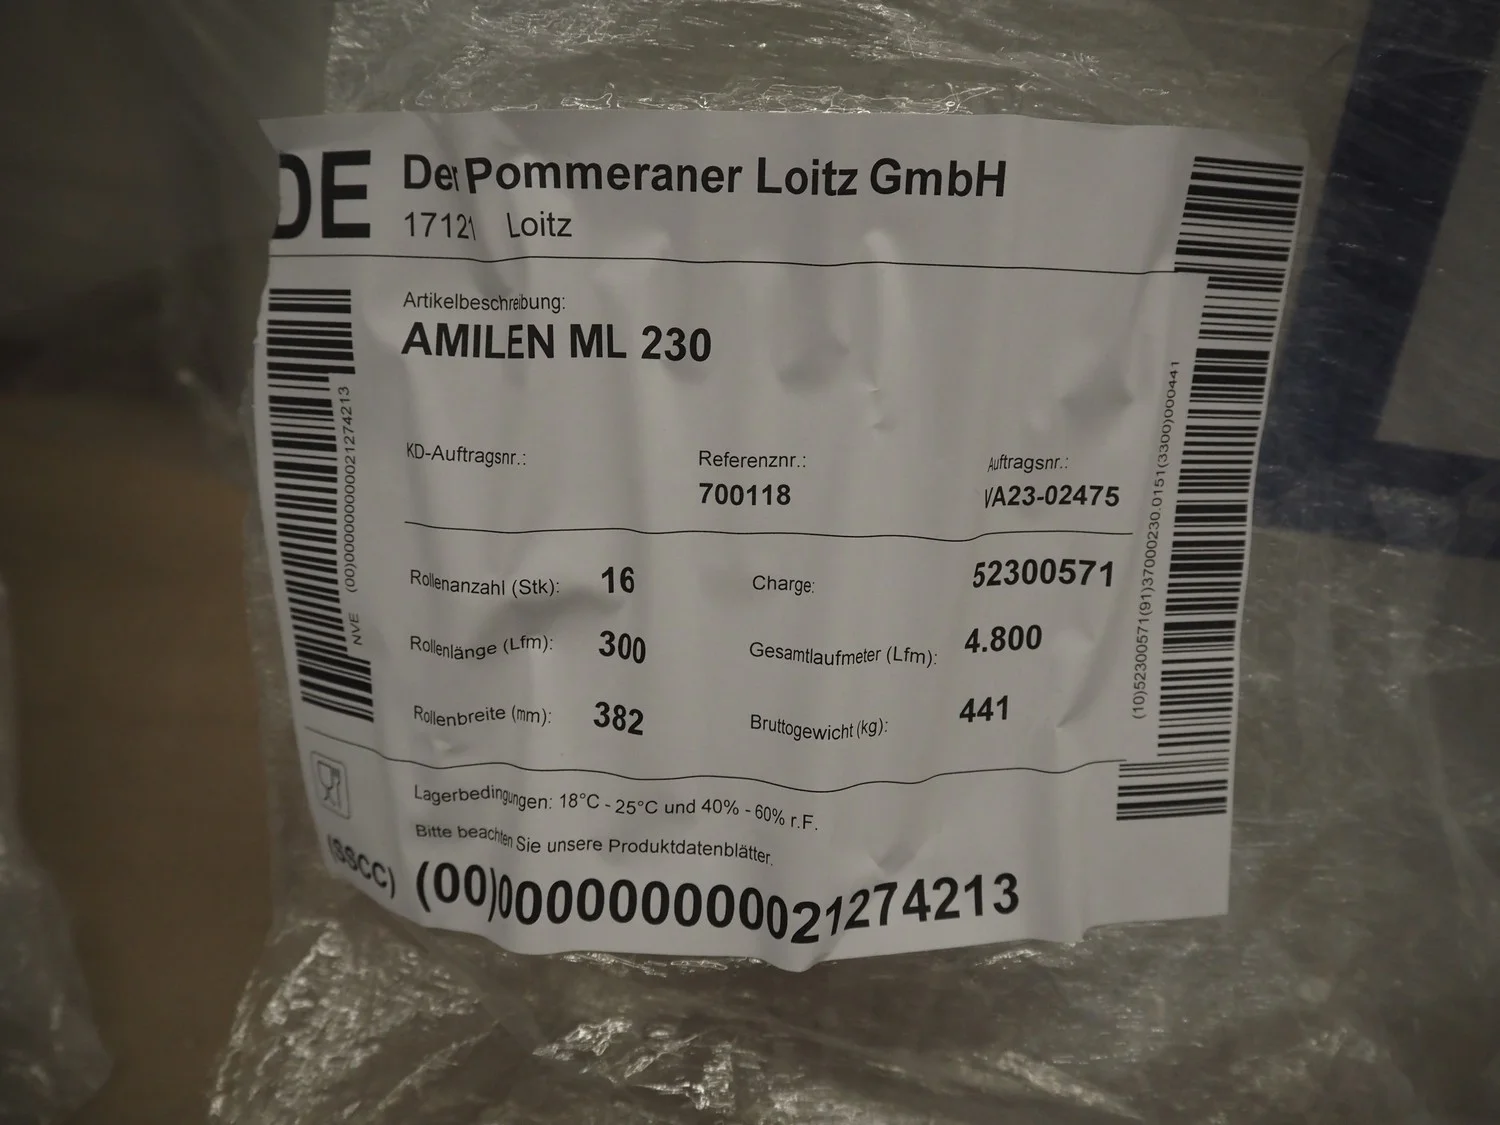 DE
Der Pommeraner Loitz GmbH
17121 Loitz
Artikelbeschreibung:
AMILEN ML 230
KD-Auftragsnr.:
Referenznr.:
700118
Auftragsnr.:
VA23-02475
Rollenanzahl (Stk): 16
Charge: 52300571
Rollenlänge (Lfm): 300
Gesamtlaufmeter (Lfm): 4.800
Rollenbreite (mm): 382
Bruttogewicht (kg): 441
Lagerbedingungen: 18°C - 25°C und 40% - 60% r.F.
Bitte beachten Sie unsere Produktdatenblätter.
(SSCC) (00)000000000021274213
NVE (00)000000000021274213
(10)52300571(91)37000230.0151(3300)000441